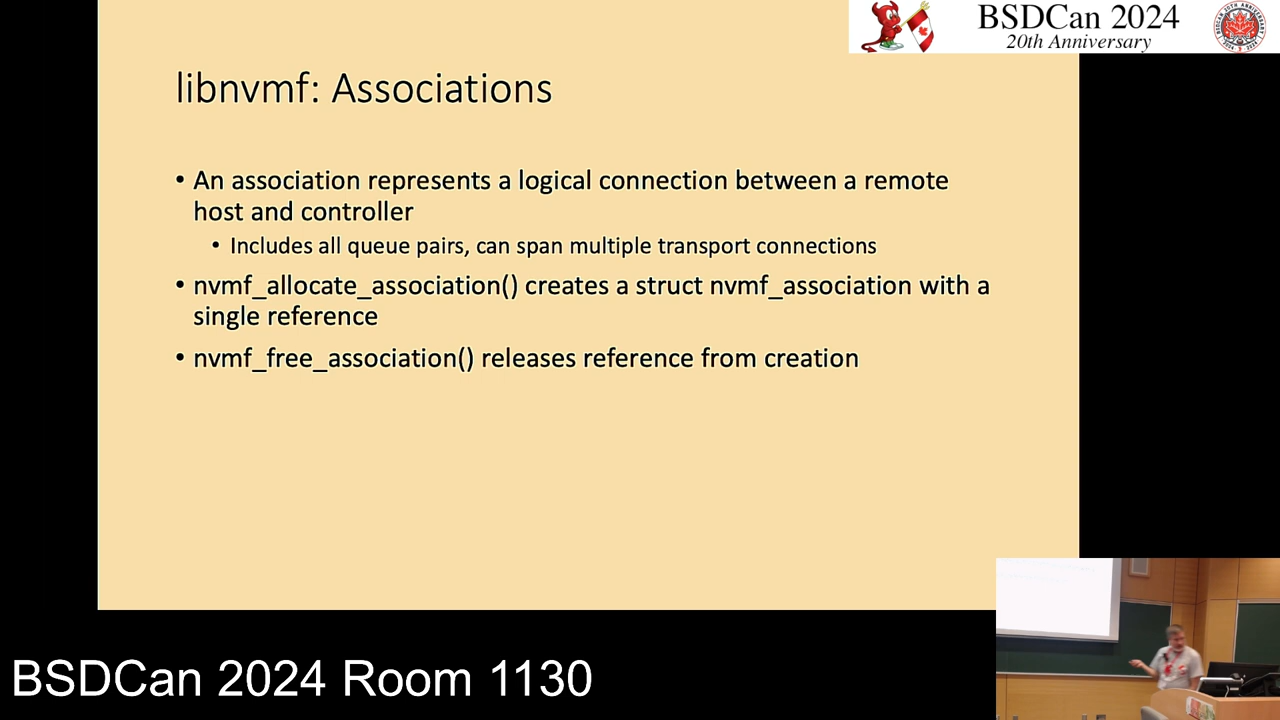 BSDCan 2024
20th Anniversary
libnvmf: Associations
• An association represents a logical connection between a remote
host and controller
• Includes all queue pairs, can span multiple transport connections
• nvmf_allocate_association() creates a struct nvmf_association with a
single reference
• nvmf_free_association() releases reference from creation
BSDCan 2024 Room 1130